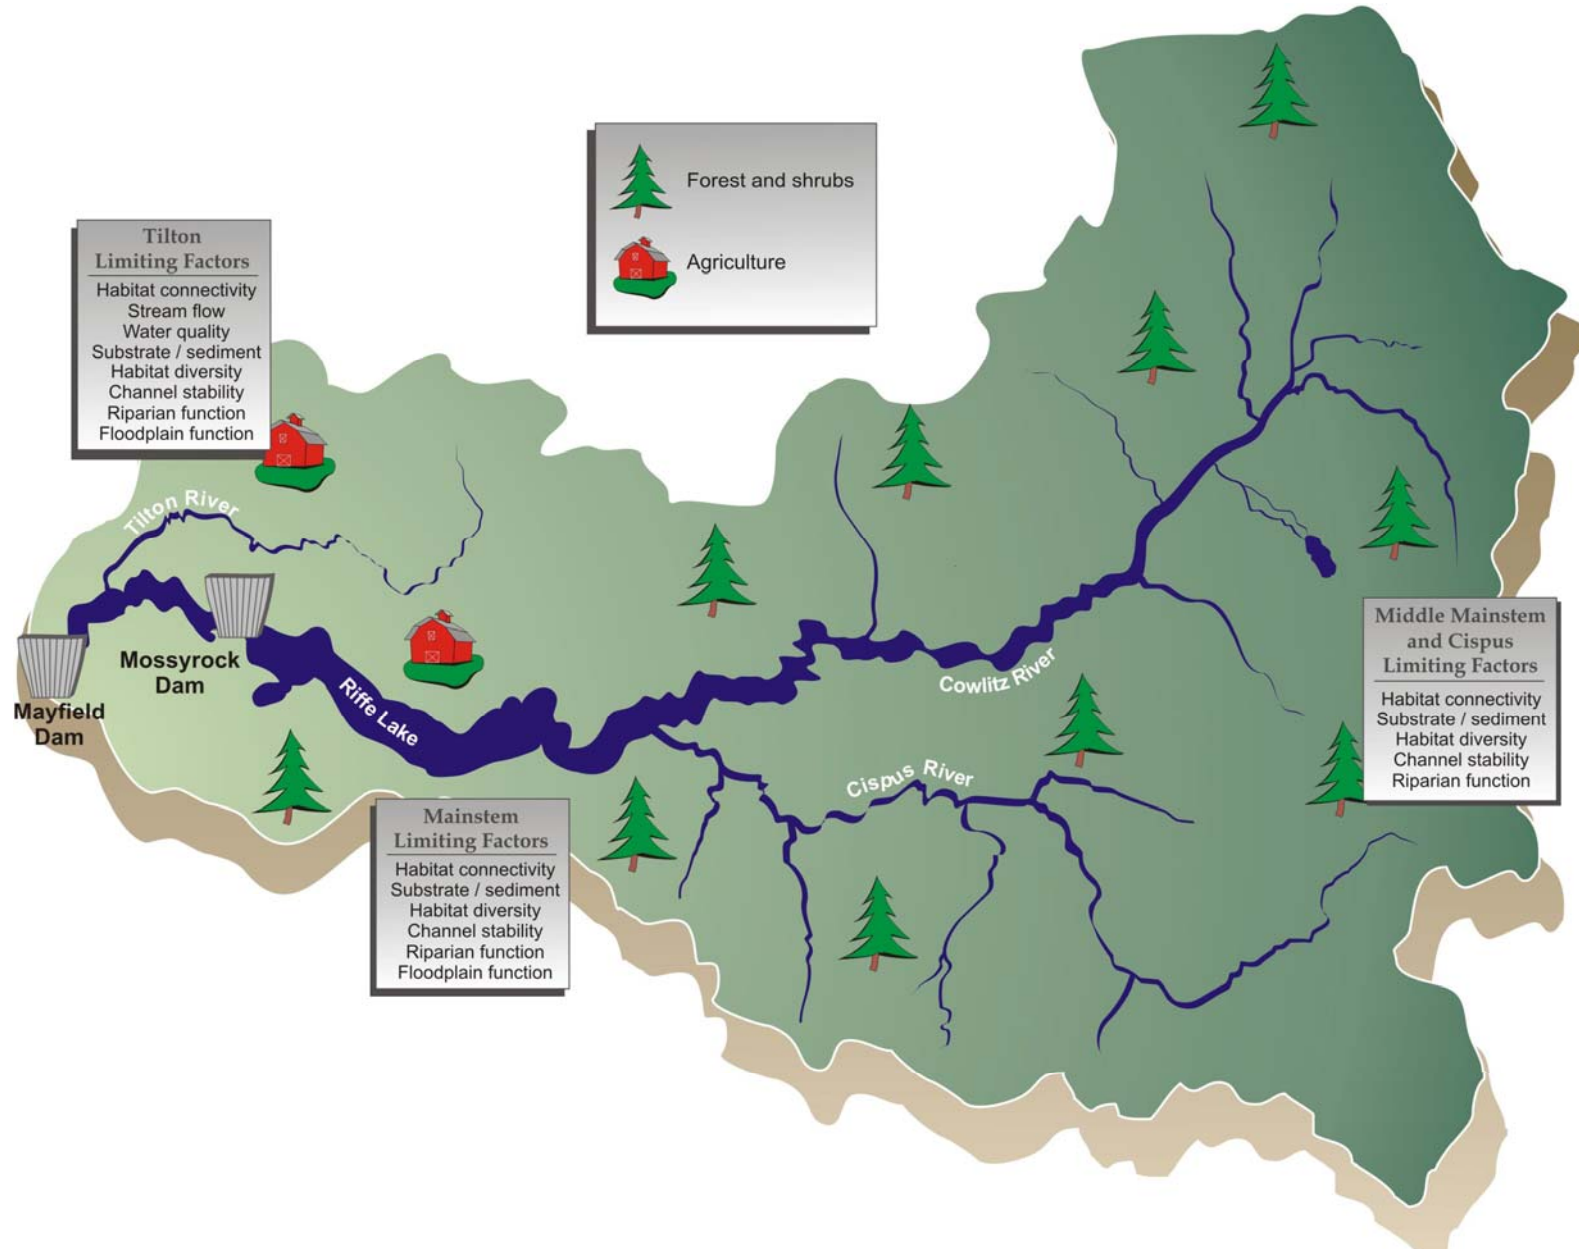 Forest and shrubs
Agriculture
Tilton
Limiting Factors
Habitat connectivity
Stream flow
Water quality
Substrate / sediment
Habitat diversity
Channel stability
Riparian function
Floodplain function
Tilton River
Mossyrock
Dam
Mayfield
Dam
Riffe Lake
Cowlitz River
Cispus River
Middle Mainstem
and Cispus
Limiting Factors
Habitat connectivity
Substrate / sediment
Habitat diversity
Channel stability
Riparian function
Mainstem
Limiting Factors
Habitat connectivity
Substrate / sediment
Habitat diversity
Channel stability
Riparian function
Floodplain function